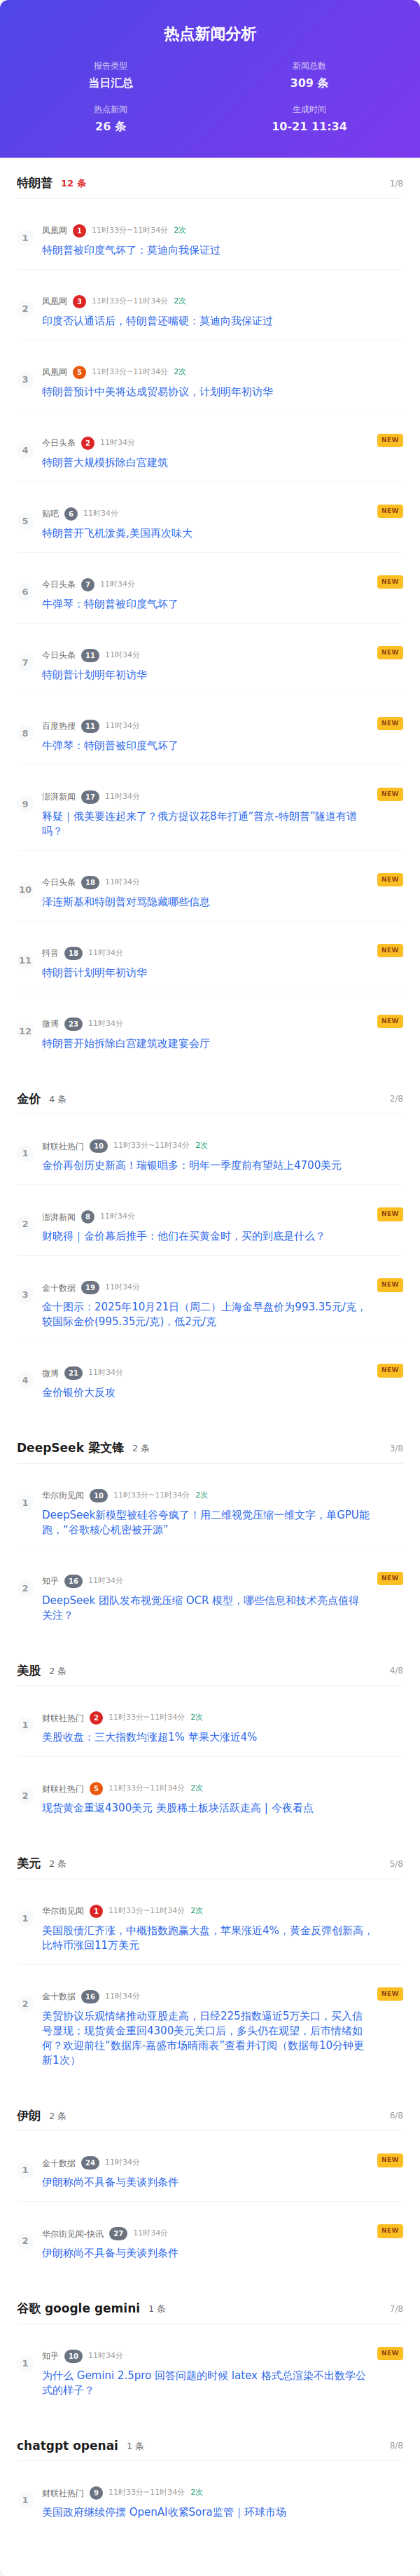 热点新闻分析
报告类型
当日汇总
新闻总数
309 条
热点新闻
26 条
生成时间
10-21 11:34
特朗普 12 条 1/8
1 凤凰网 1 11时33分~11时34分 2次
特朗普被印度气坏了：莫迪向我保证过
2 凤凰网 3 11时33分~11时34分 2次
印度否认通话后，特朗普还嘴硬：莫迪向我保证过
3 凤凰网 5 11时33分~11时34分 2次
特朗普预计中美将达成贸易协议，计划明年初访华
4 今日头条 2 11时34分 NEW
特朗普大规模拆除白宫建筑
5 贴吧 6 11时34分 NEW
特朗普开飞机泼粪,美国再次味大
6 今日头条 7 11时34分 NEW
牛弹琴：特朗普被印度气坏了
7 今日头条 11 11时34分 NEW
特朗普计划明年初访华
8 百度热搜 11 11时34分 NEW
牛弹琴：特朗普被印度气坏了
9 澎湃新闻 17 11时34分 NEW
释疑｜俄美要连起来了？俄方提议花8年打通“普京-特朗普”隧道有谱
吗？
10 今日头条 18 11时34分 NEW
泽连斯基和特朗普对骂隐藏哪些信息
11 抖音 18 11时34分 NEW
特朗普计划明年初访华
12 微博 23 11时34分 NEW
特朗普开始拆除白宫建筑改建宴会厅
金价 4 条 2/8
1 财联社热门 10 11时33分~11时34分 2次
金价再创历史新高！瑞银唱多：明年一季度前有望站上4700美元
2 澎湃新闻 8 11时34分 NEW
财晓得｜金价幕后推手：他们在买黄金时，买的到底是什么？
3 金十数据 19 11时34分 NEW
金十图示：2025年10月21日（周二）上海金早盘价为993.35元/克，
较国际金价(995.35元/克)，低2元/克
4 微博 21 11时34分 NEW
金价银价大反攻
DeepSeek 梁文锋 2 条 3/8
1 华尔街见闻 10 11时33分~11时34分 2次
DeepSeek新模型被硅谷夸疯了！用二维视觉压缩一维文字，单GPU能
跑，“谷歌核心机密被开源”
2 知乎 16 11时34分 NEW
DeepSeek 团队发布视觉压缩 OCR 模型，哪些信息和技术亮点值得
关注？
美股 2 条 4/8
1 财联社热门 2 11时33分~11时34分 2次
美股收盘：三大指数均涨超1% 苹果大涨近4%
2 财联社热门 5 11时33分~11时34分 2次
现货黄金重返4300美元 美股稀土板块活跃走高 | 今夜看点
美元 2 条 5/8
1 华尔街见闻 1 11时33分~11时34分 2次
美国股债汇齐涨，中概指数跑赢大盘，苹果涨近4%，黄金反弹创新高，
比特币涨回11万美元
2 金十数据 16 11时34分 NEW
美贸协议乐观情绪推动亚股走高，日经225指数逼近5万关口，买入信
号显现；现货黄金重回4300美元关口后，多头仍在观望，后市情绪如
何？欢迎前往“数据库-嘉盛市场晴雨表”查看并订阅（数据每10分钟更
新1次）
伊朗 2 条 6/8
1 金十数据 24 11时34分 NEW
伊朗称尚不具备与美谈判条件
2 华尔街见闻-快讯 27 11时34分 NEW
伊朗称尚不具备与美谈判条件
谷歌 google gemini 1 条 7/8
1 知乎 10 11时34分 NEW
为什么 Gemini 2.5pro 回答问题的时候 latex 格式总渲染不出数学公
式的样子？
chatgpt openai 1 条 8/8
1 财联社热门 9 11时33分~11时34分 2次
美国政府继续停摆 OpenAI收紧Sora监管｜环球市场